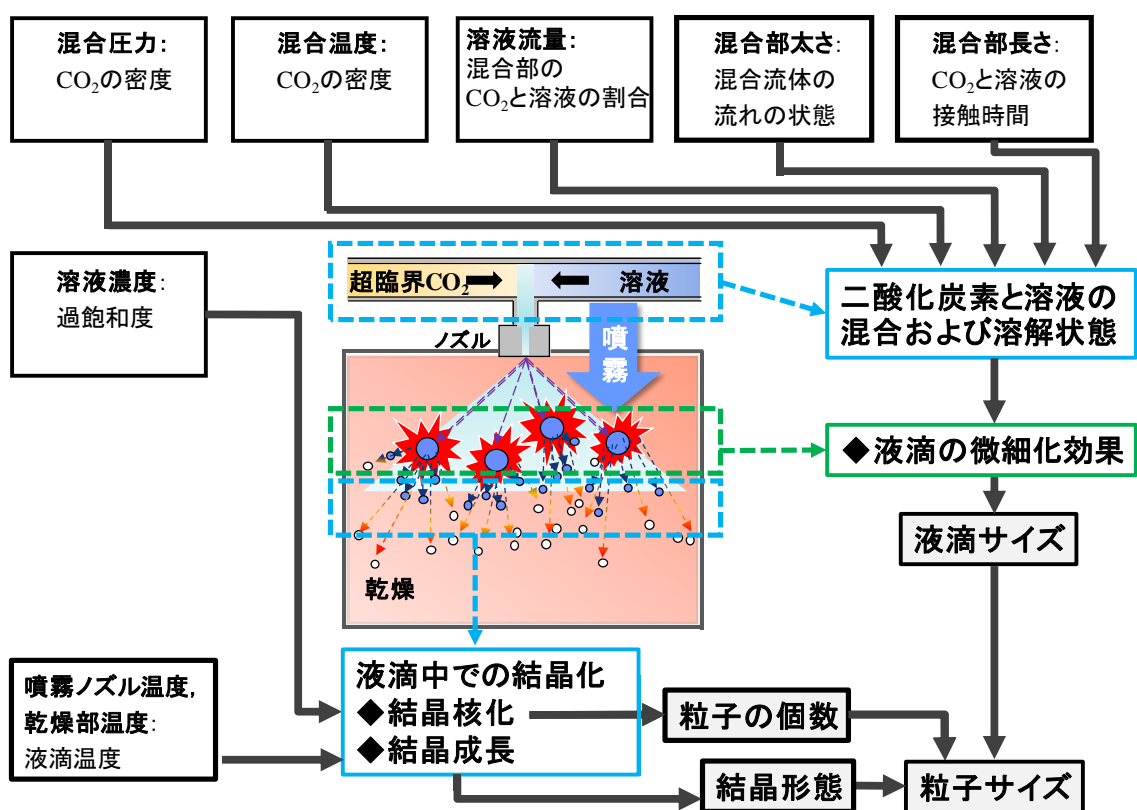 混合圧力：
CO₂の密度
混合温度：
CO₂の密度
溶液流量：
混合部の
CO₂と溶液の割合
混合部太さ：
混合流体の
流れの状態
混合部長さ：
CO₂と溶液の
接触時間
溶液濃度：
過飽和度
超臨界CO₂
溶液
ノズル
噴霧
乾燥
二酸化炭素と溶液の
混合および溶解状態
◆液滴の微細化効果
液滴サイズ
噴霧ノズル温度，
乾燥部温度：
液滴温度
液滴中での結晶化
◆結晶核化
◆結晶成長
粒子の個数
結晶形態
粒子サイズ